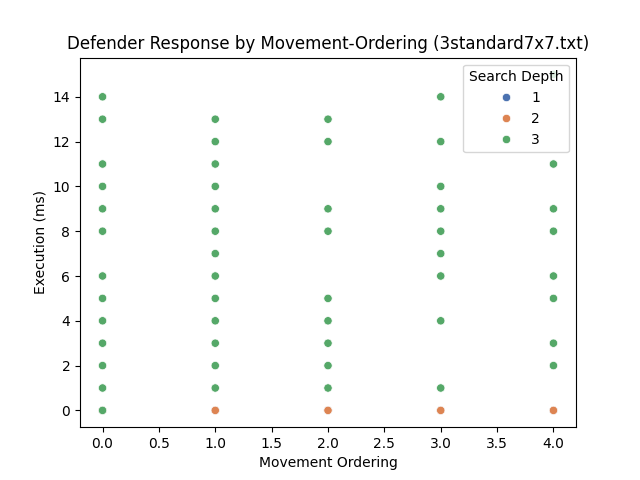 Defender Response by Movement-Ordering (3standard7x7.txt)
Search Depth
1
2
3
14
12
10
8
6
4
2
0
Execution (ms)
0.0 0.5 1.0 1.5 2.0 2.5 3.0 3.5 4.0
Movement Ordering